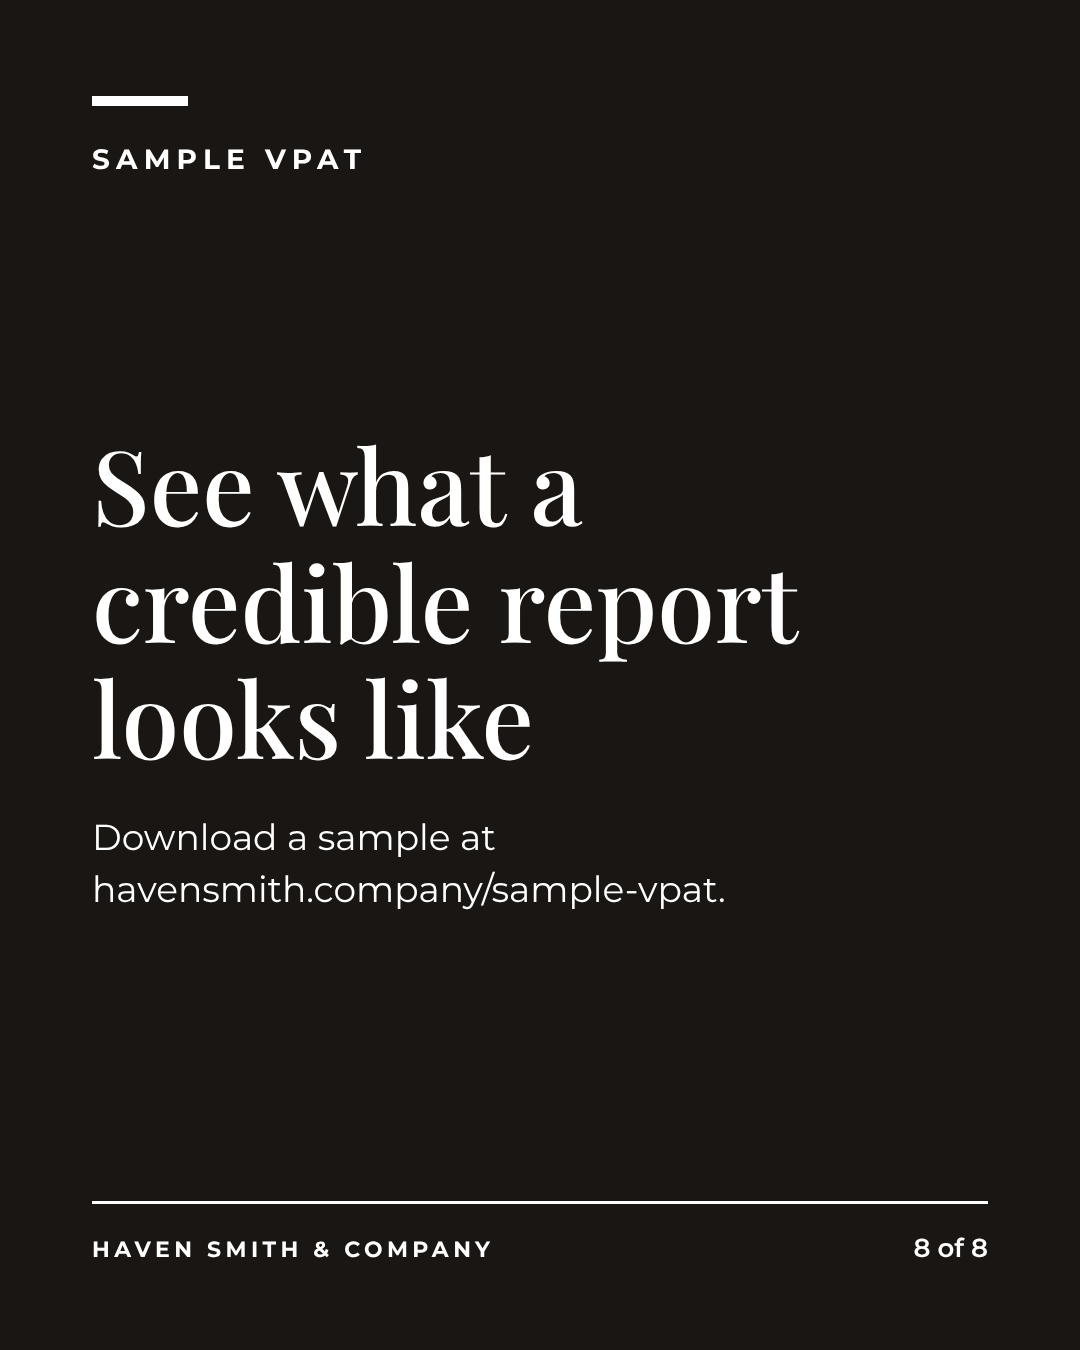 SAMPLE VPAT
See what a
credible report
looks like
Download a sample at
havensmith.company/sample-vpat.
HAVEN SMITH & COMPANY
8 of 8